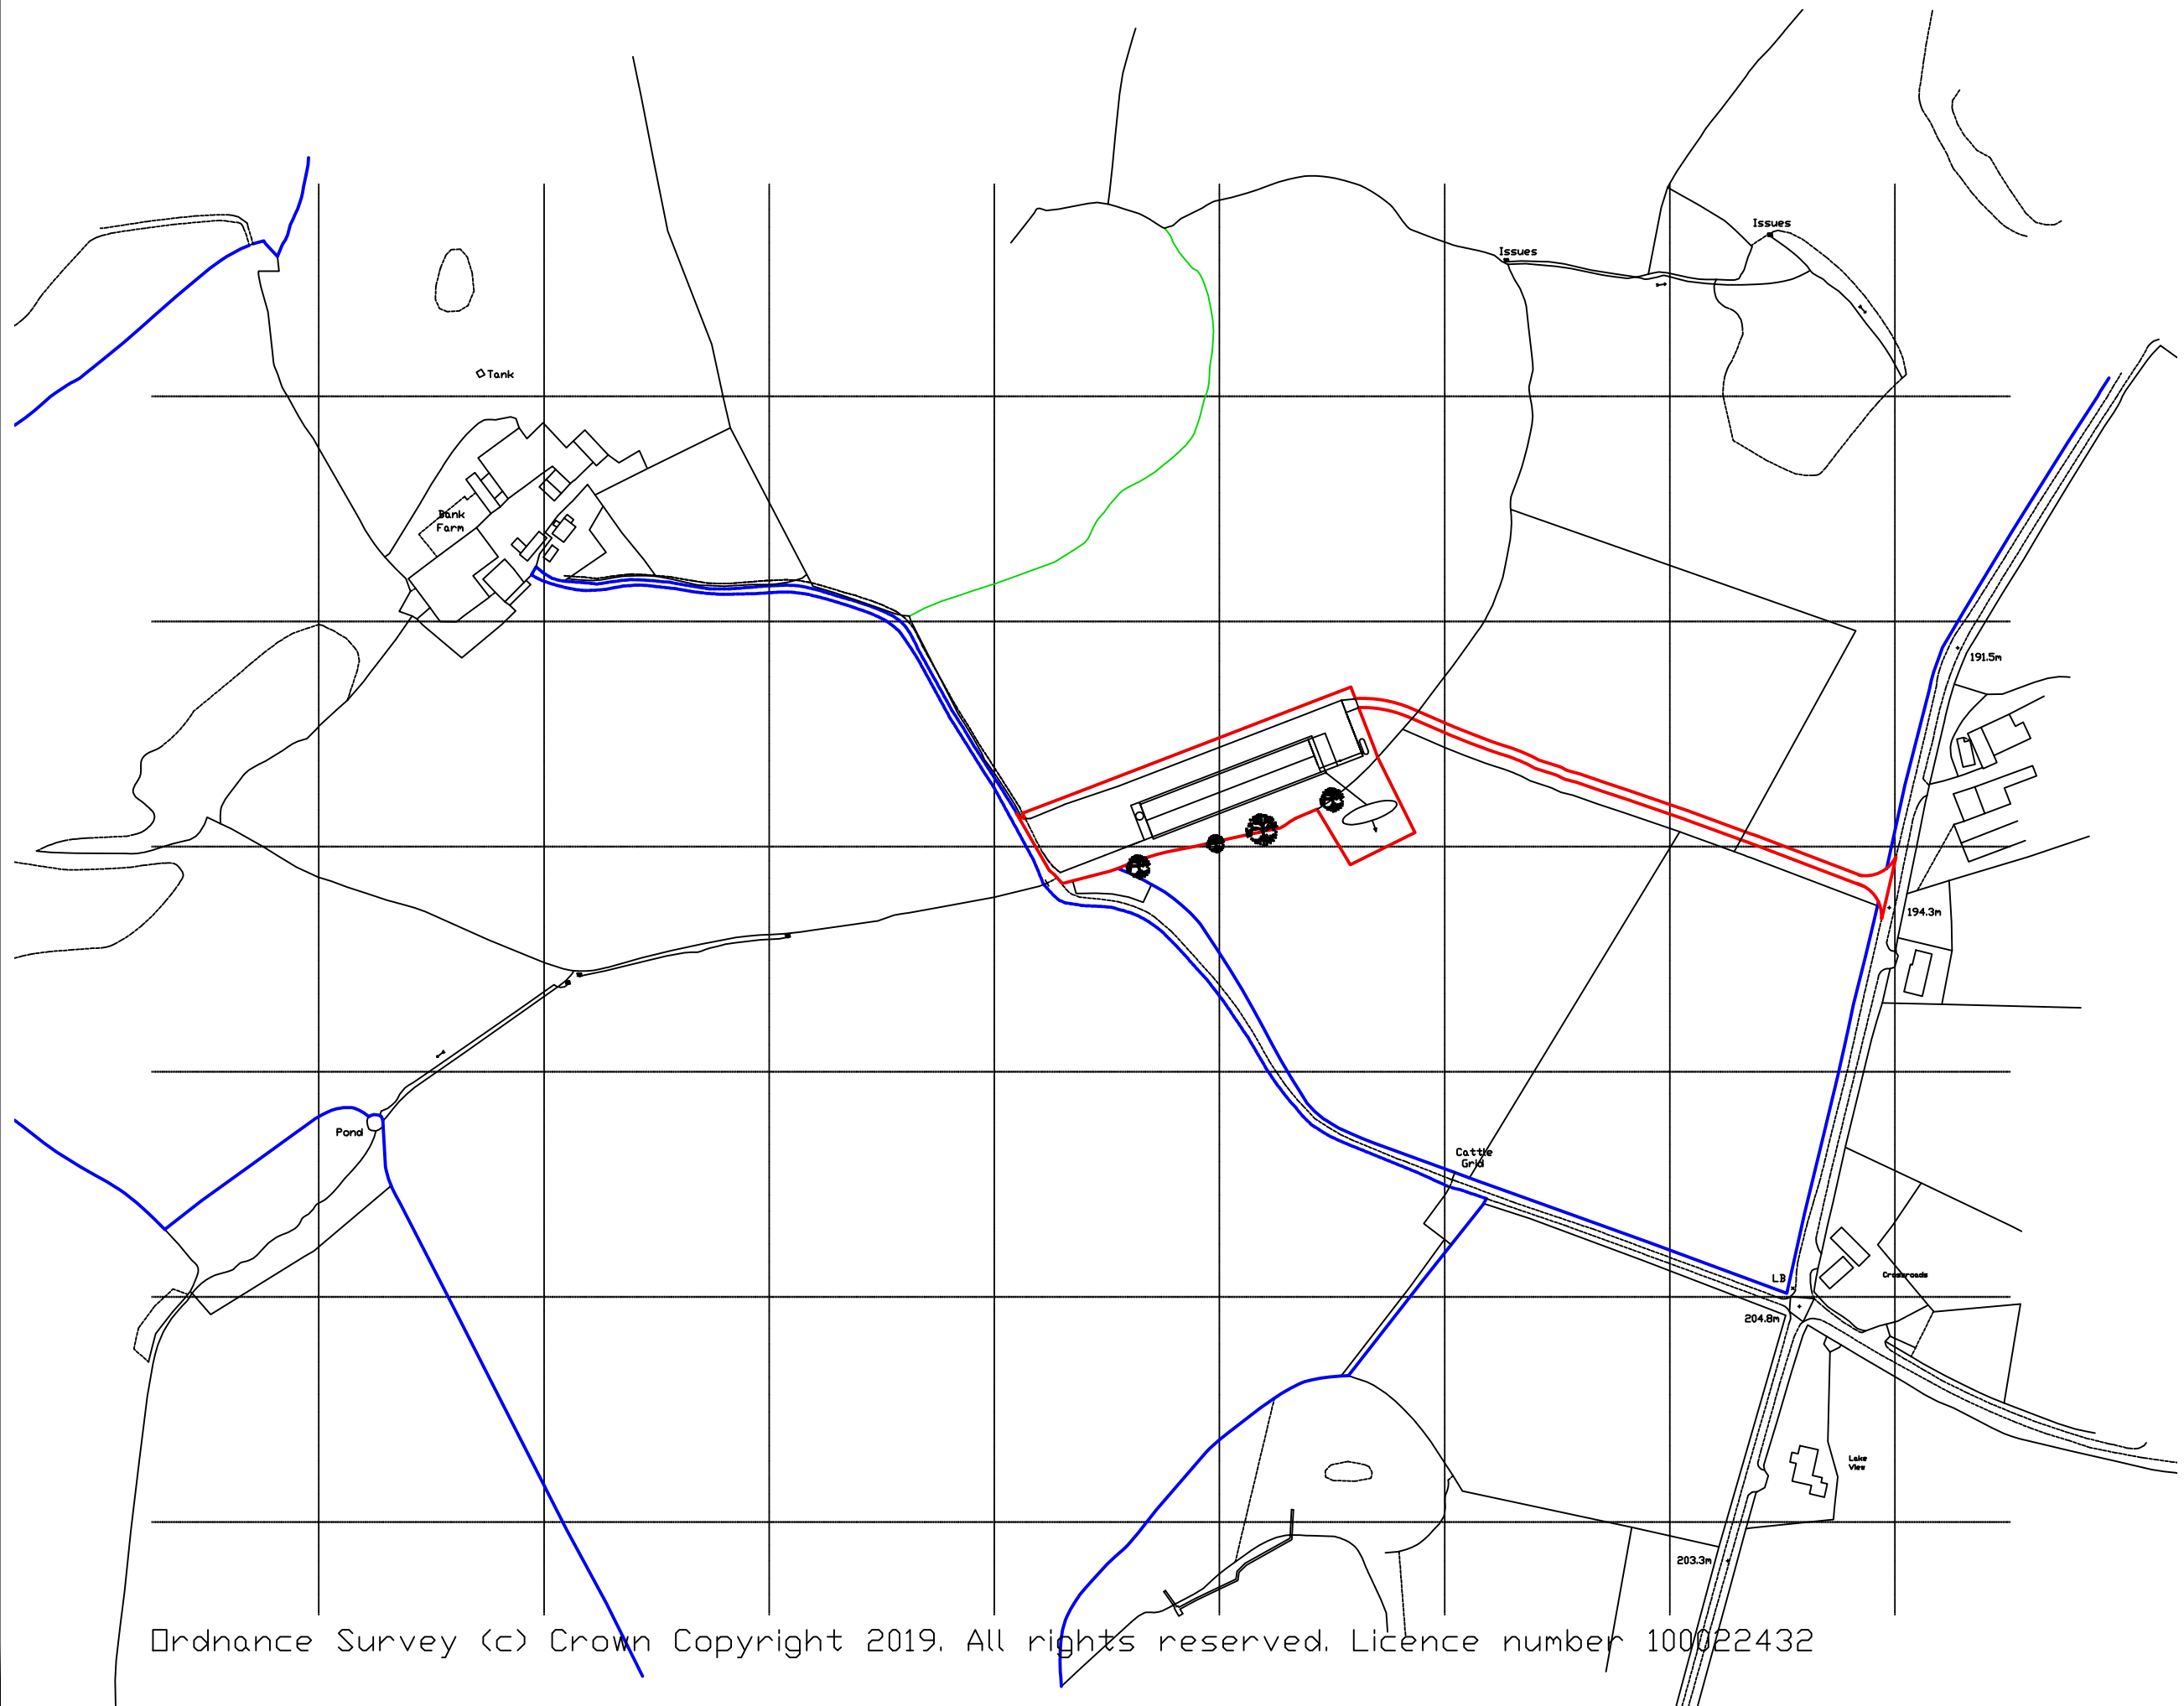 Issues
Issues
Tank
Bank
Farm
191.5m
194.3m
Pond
Cattle
Grid
LB
Crossroads
204.8m
Lake
View
203.3m
Ordnance Survey (c) Crown Copyright 2019. All rights reserved. Licence number 100022432